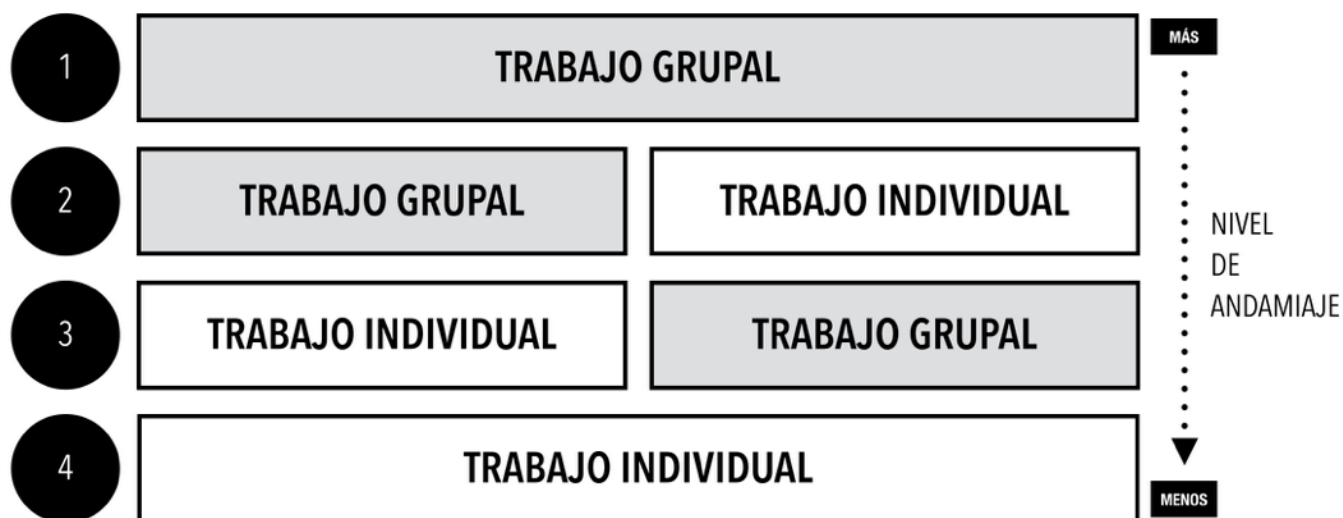 1
TRABAJO GRUPAL
MÁS
2
TRABAJO GRUPAL
TRABAJO INDIVIDUAL
NIVEL
DE
ANDAMIAJE
3
TRABAJO INDIVIDUAL
TRABAJO GRUPAL
4
TRABAJO INDIVIDUAL
MENOS